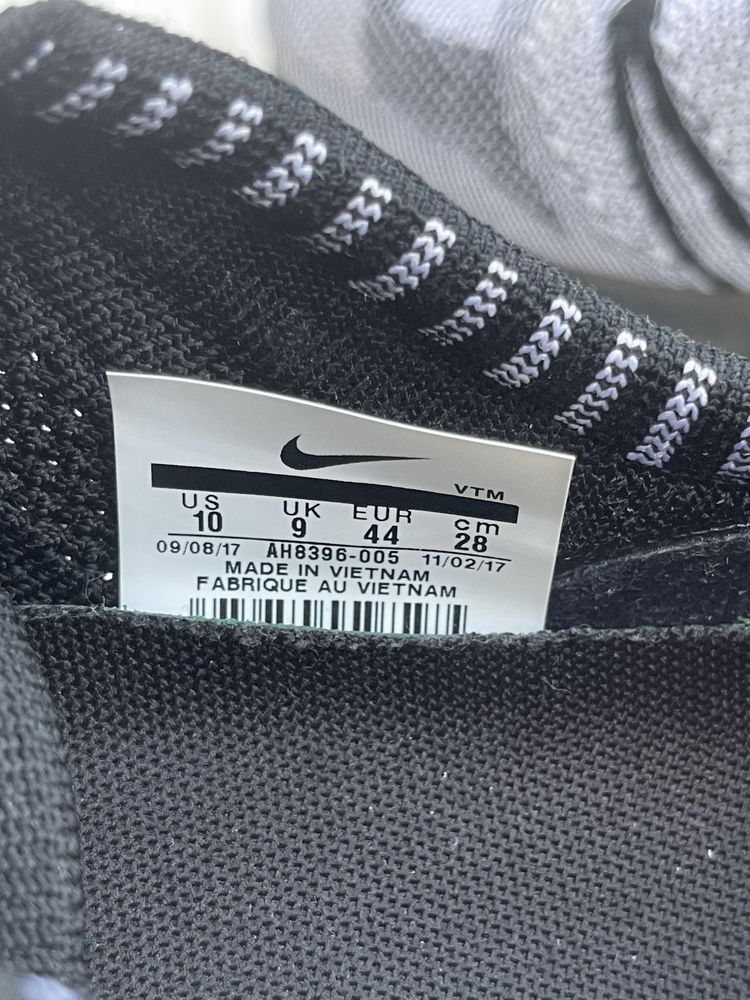 VTM
US UK EUR cm
10 9 44 28
09/08/17 AH8396-005 11/02/17
MADE IN VIETNAM
FABRIQUE AU VIETNAM